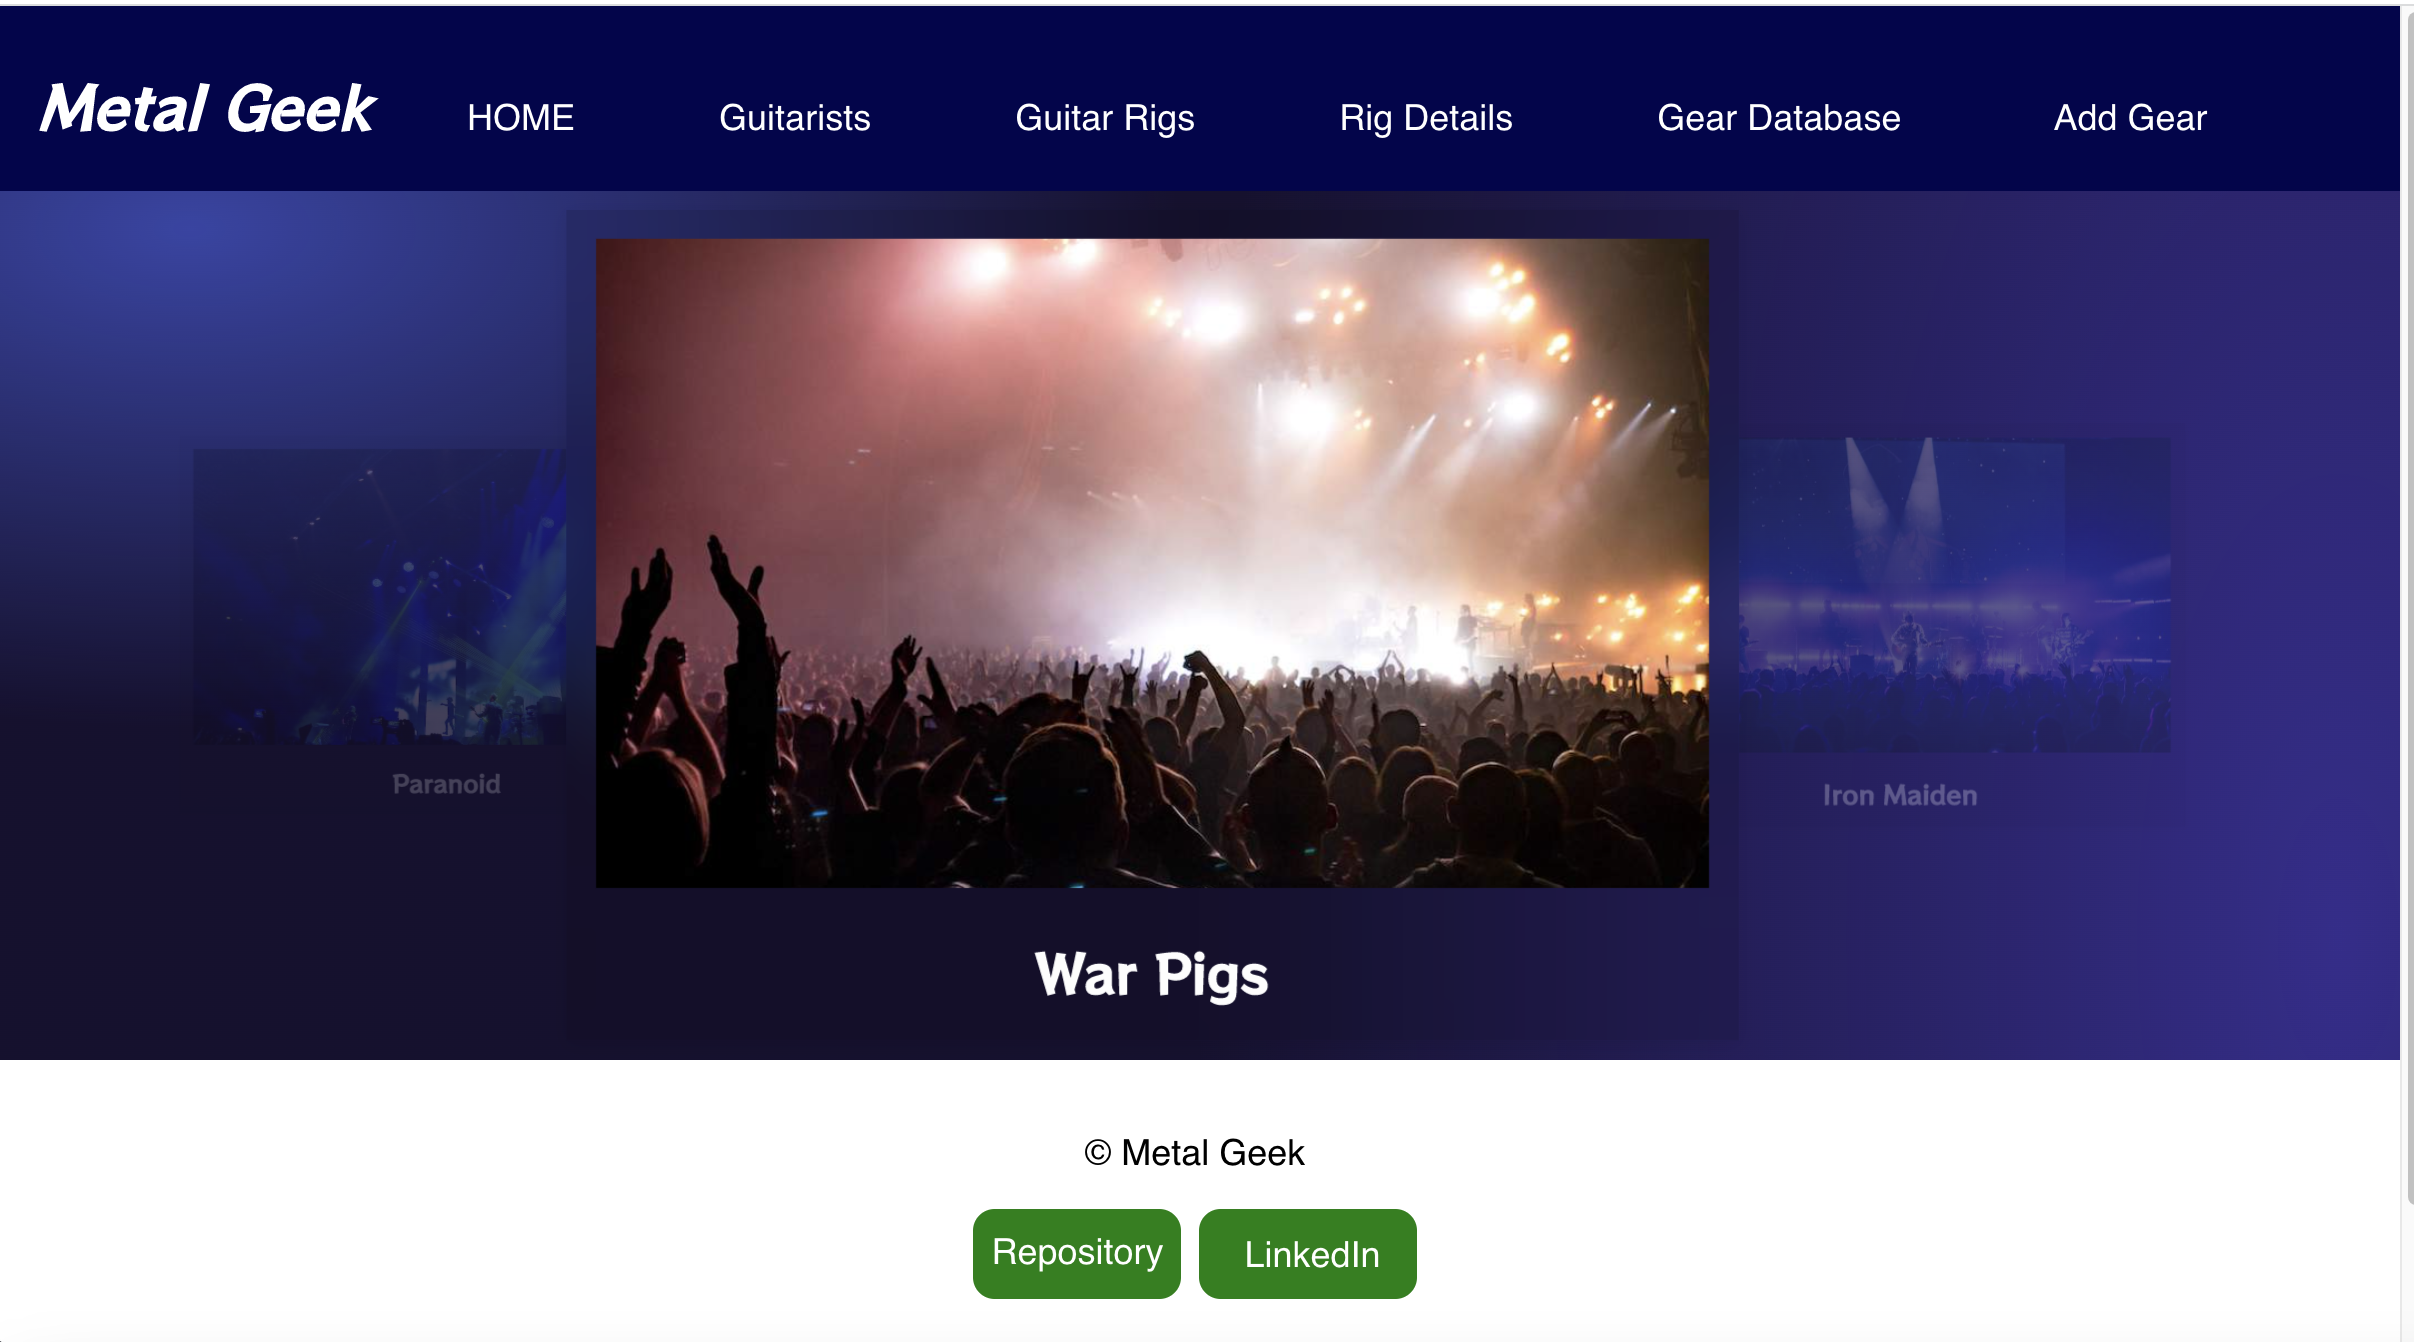 Metal Geek HOME Guitarists Guitar Rigs Rig Details Gear Database Add Gear
Paranoid
Iron Maiden
War Pigs
© Metal Geek
Repository LinkedIn